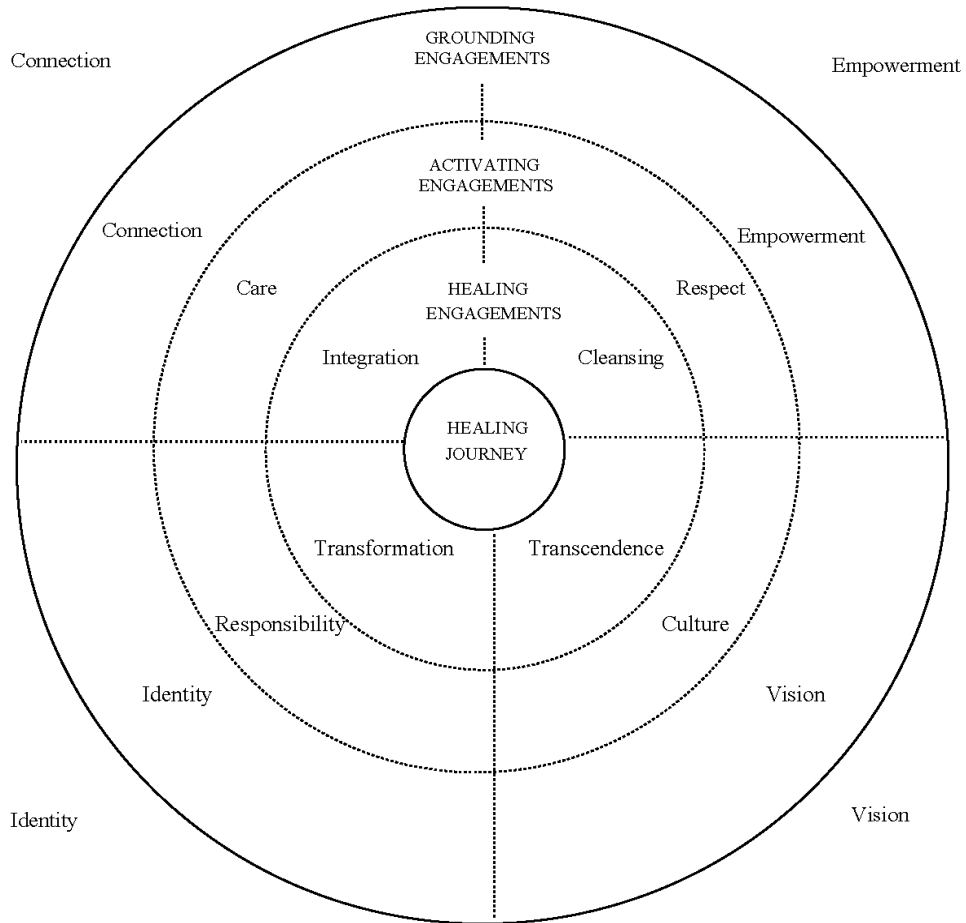 GROUNDING
ENGAGEMENTS
Connection
Empowerment
ACTIVATING
ENGAGEMENTS
Connection
Empowerment
Care
Respect
HEALING
ENGAGEMENTS
Integration
Cleansing
HEALING
JOURNEY
Transformation
Transcendence
Responsibility
Culture
Identity
Vision
Identity
Vision